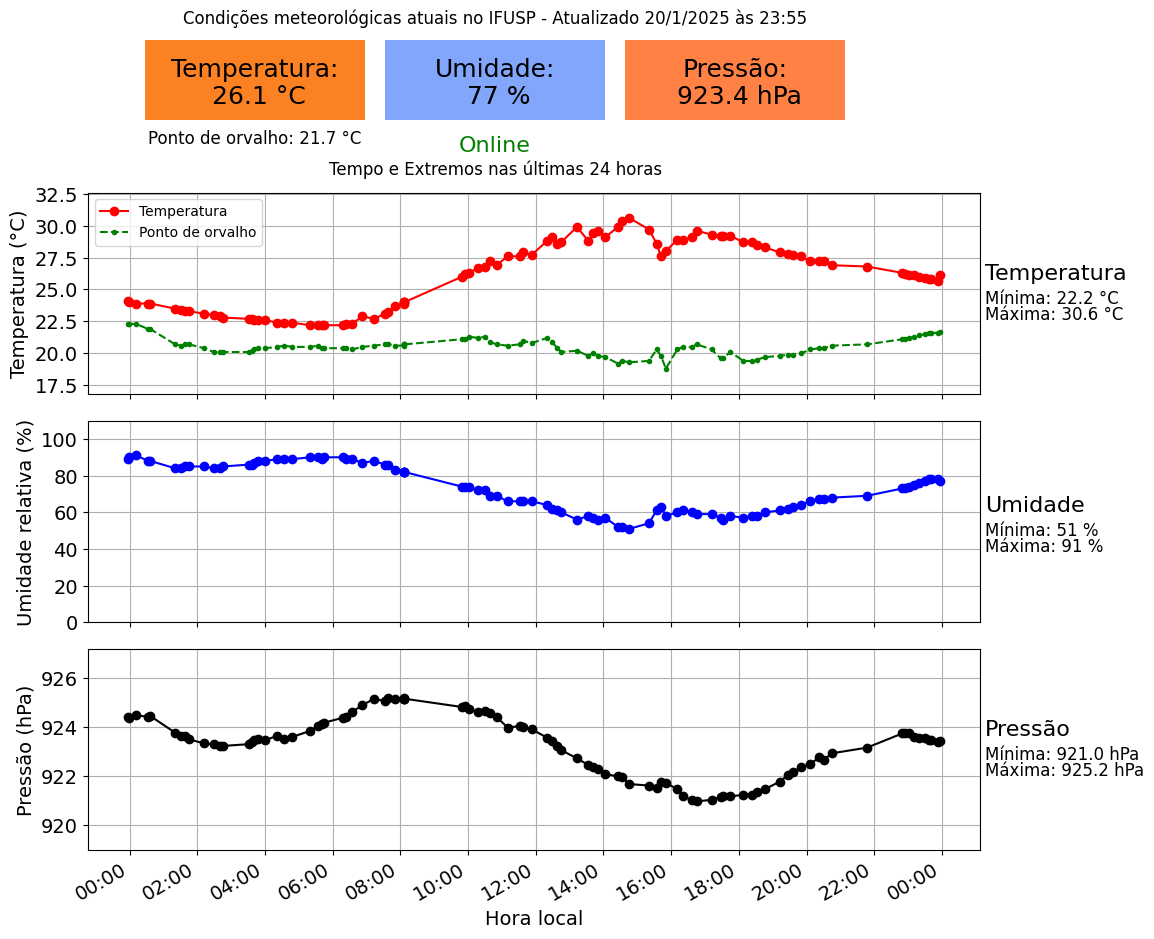 Condições meteorológicas atuais no IFUSP - Atualizado 20/1/2025 às 23:55
Temperatura:
26.1 °C
Umidade:
77 %
Pressão:
923.4 hPa
Ponto de orvalho: 21.7 °C
Online
Tempo e Extremos nas últimas 24 horas
Temperatura (°C)
32.5
30.0
27.5
25.0
22.5
20.0
17.5
Temperatura
Ponto de orvalho
Temperatura
Mínima: 22.2 °C
Máxima: 30.6 °C
Umidade relativa (%)
100
80
60
40
20
0
Umidade
Mínima: 51 %
Máxima: 91 %
Pressão (hPa)
926
924
922
920
Pressão
Mínima: 921.0 hPa
Máxima: 925.2 hPa
00:00 02:00 04:00 06:00 08:00 10:00 12:00 14:00 16:00 18:00 20:00 22:00 00:00
Hora local